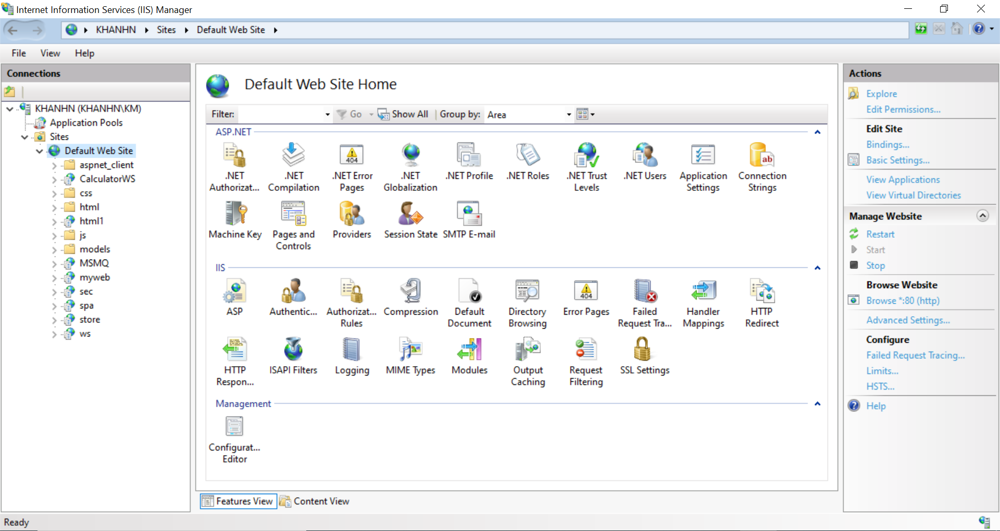 Internet Information Services (IIS) Manager
KHANHN Sites Default Web Site
File View Help
Connections
KHANHN (KHANHN\KM)
Application Pools
Sites
Default Web Site
aspnet_client
CalculatorWS
css
html
html1
js
models
MSMQ
myweb
sec
spa
store
ws
Default Web Site Home
Filter: Go Show All Group by: Area
ASP.NET
.NET Authorizat...
.NET Compilation
404
.NET Error Pages
.NET Globalization
.NET Profile
.NET Roles
.NET Trust Levels
.NET Users
Application Settings
ab
Connection Strings
Machine Key
Pages and Controls
Providers
Session State
SMTP E-mail
IIS
ASP
Authentic...
Authorizat... Rules
Compression
Default Document
Directory Browsing
404
Error Pages
Failed Request Tra...
Handler Mappings
HTTP Redirect
HTTP Respon...
ISAPI Filters
Logging
MIME Types
Modules
Output Caching
Request Filtering
SSL Settings
Management
Configurat... Editor
Features View Content View
Actions
Explore
Edit Permissions...
Edit Site
Bindings...
Basic Settings...
View Applications
View Virtual Directories
Manage Website
Restart
Start
Stop
Browse Website
Browse *:80 (http)
Advanced Settings...
Configure
Failed Request Tracing...
Limits...
HSTS...
Help
Ready